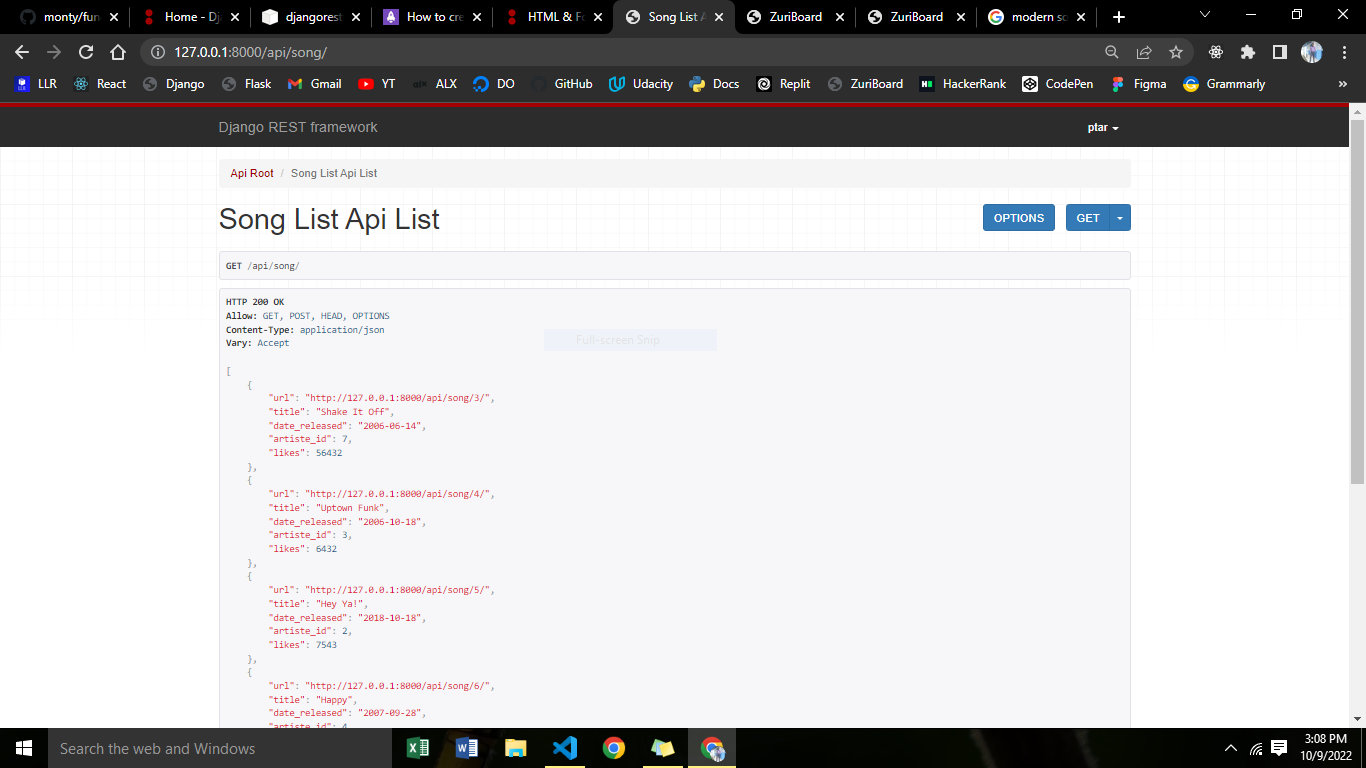 monty/fun
Home - Dj
djangorest
How to cre
HTML & Fo
Song List A
ZuriBoard
ZuriBoard
modern so
127.0.0.1:8000/api/song/
LLR
React
Django
Flask
Gmail
YT
ALX
DO
GitHub
Udacity
Docs
Replit
ZuriBoard
HackerRank
CodePen
Figma
Grammarly
»
Django REST framework
ptar
Api Root / Song List Api List
Song List Api List
OPTIONS
GET
GET /api/song/
HTTP 200 OK
Allow: GET, POST, HEAD, OPTIONS
Content-Type: application/json
Vary: Accept
Full-screen Snip
[
{
"url": "http://127.0.0.1:8000/api/song/3/",
"title": "Shake It Off",
"date_released": "2006-06-14",
"artiste_id": 7,
"likes": 56432
},
{
"url": "http://127.0.0.1:8000/api/song/4/",
"title": "Uptown Funk",
"date_released": "2006-10-18",
"artiste_id": 3,
"likes": 6432
},
{
"url": "http://127.0.0.1:8000/api/song/5/",
"title": "Hey Ya!",
"date_released": "2018-10-18",
"artiste_id": 2,
"likes": 7543
},
{
"url": "http://127.0.0.1:8000/api/song/6/",
"title": "Happy",
"date_released": "2007-09-28",
"artiste_id": 4
Search the web and Windows
3:08 PM
10/9/2022